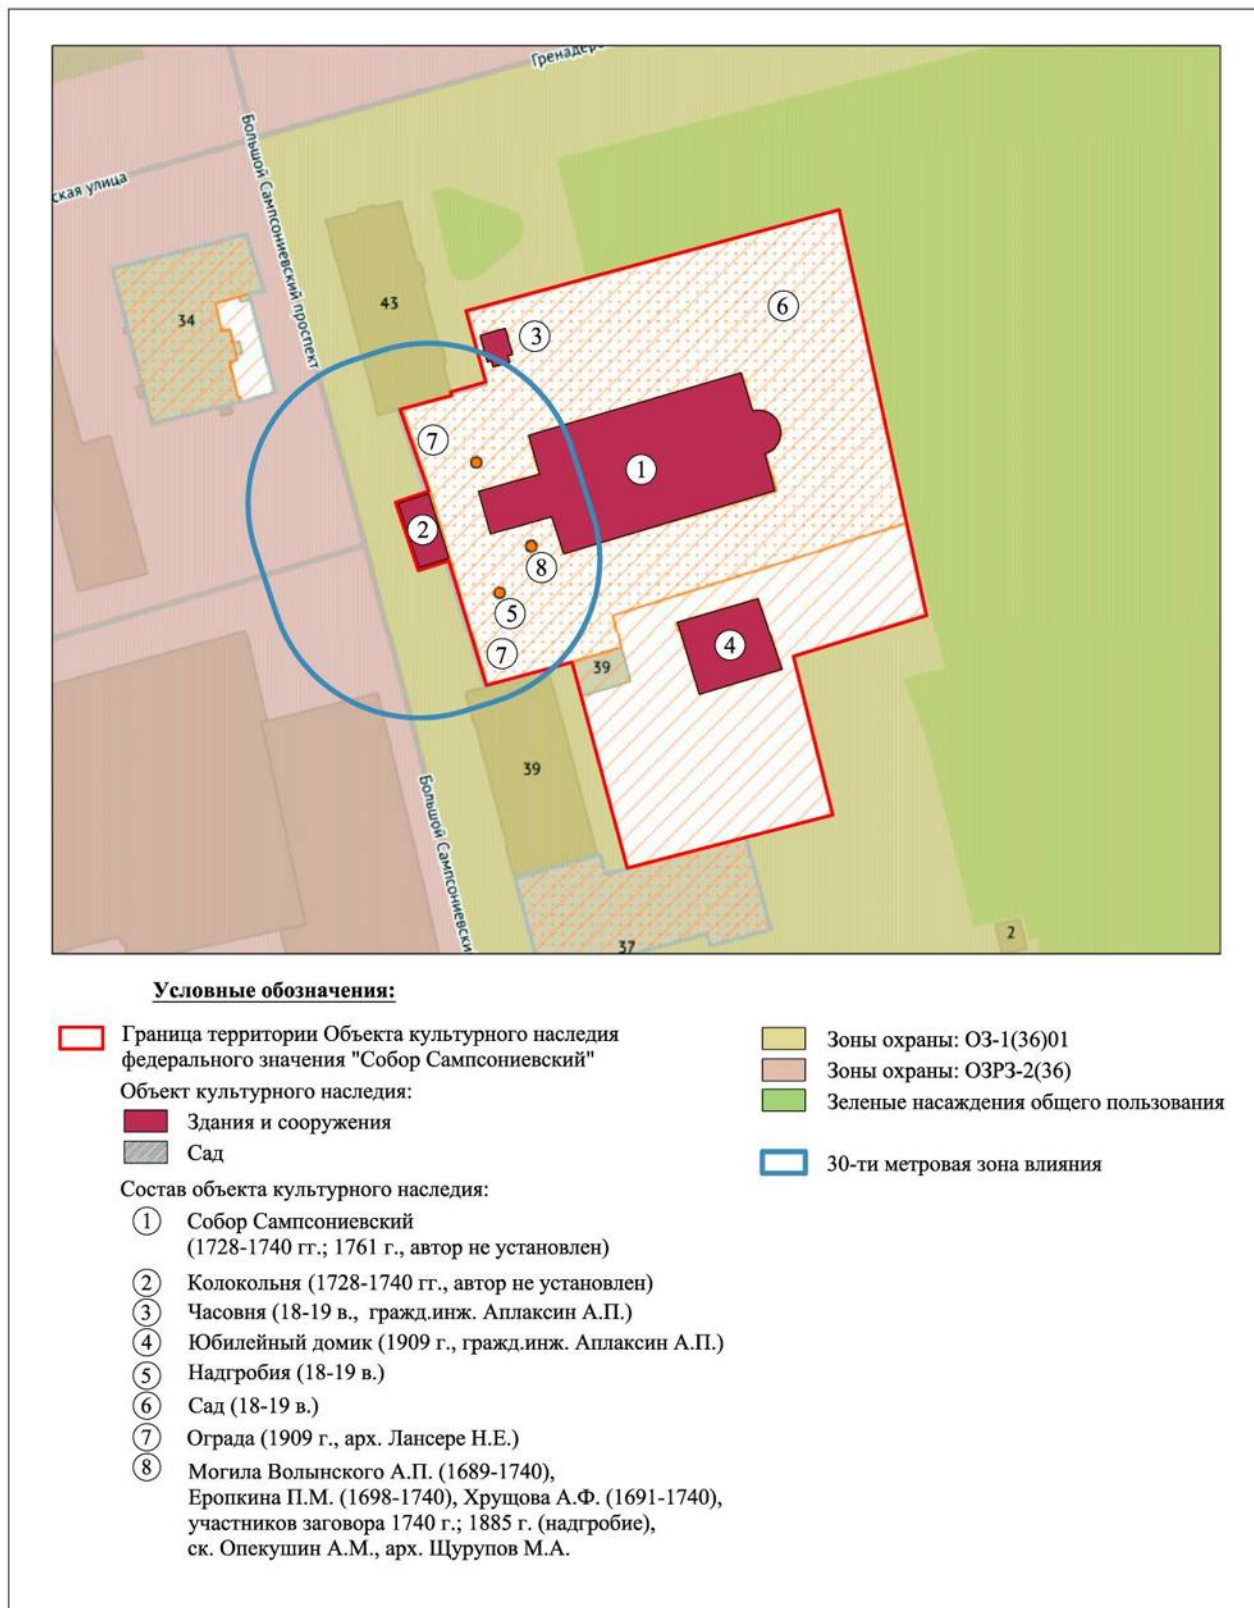 Гренадерс
ская улица
Большой Сампсониевский проспект
34
43
3
6
7
1
2
8
5
7
4
39
39
Большой Сампсониевски
37
2
Условные обозначения:
Граница территории Объекта культурного наследия
федерального значения "Собор Сампсониевский"
Объект культурного наследия:
Здания и сооружения
Сад
Состав объекта культурного наследия:
1 Собор Сампсониевский
(1728-1740 гг.; 1761 г., автор не установлен)
2 Колокольня (1728-1740 гг., автор не установлен)
3 Часовня (18-19 в., гражд.инж. Аплаксин А.П.)
4 Юбилейный домик (1909 г., гражд.инж. Аплаксин А.П.)
5 Надгробия (18-19 в.)
6 Сад (18-19 в.)
7 Ограда (1909 г., арх. Лансере Н.Е.)
8 Могила Волынского А.П. (1689-1740),
Еропкина П.М. (1698-1740), Хрущова А.Ф. (1691-1740),
участников заговора 1740 г.; 1885 г. (надгробие),
ск. Опекушин А.М., арх. Щурупов М.А.
Зоны охраны: ОЗ-1(36)01
Зоны охраны: ОЗРЗ-2(36)
Зеленые насаждения общего пользования
30-ти метровая зона влияния